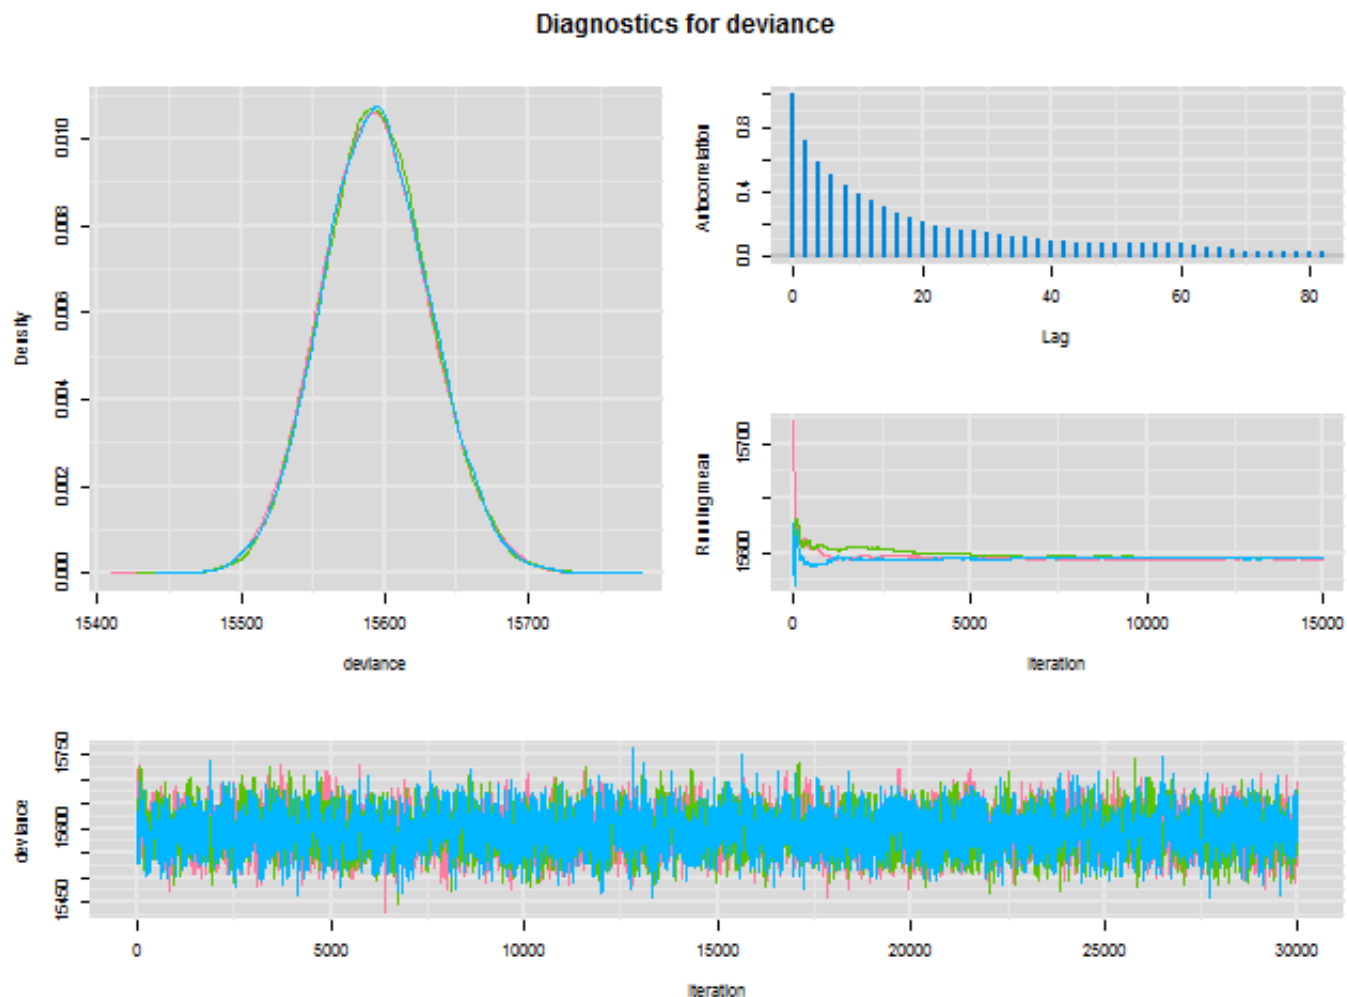 Diagnostics for deviance
Density
0.000
0.002
0.004
0.006
0.008
0.010
15400 15500 15600 15700
deviance
Autocorrelation
0.0 0.4 0.8
0 20 40 60 80
Lag
Running mean
15600 15700
0 5000 10000 15000
Iteration
deviance
15450 15600 15750
0 5000 10000 15000 20000 25000 30000
Iteration